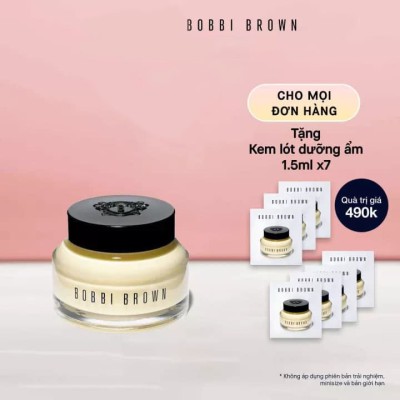 BOBBI BROWN
CHO MỌI
ĐƠN HÀNG
Tặng
Kem lót dưỡng ẩm
1.5ml x7
Quà trị giá
490k
BOBBI BROWN
* Không áp dụng phiên bản trải nghiệm,
minisize và bản giới hạn